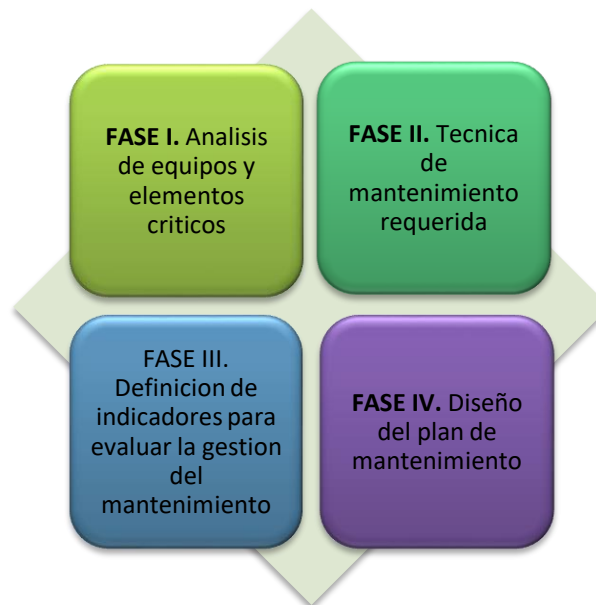 FASE I. Analisis
de equipos y
elementos
criticos
FASE II. Tecnica
de
mantenimiento
requerida
FASE III.
Definicion de
indicadores para
evaluar la gestion
del
mantenimiento
FASE IV. Diseño
del plan de
mantenimiento